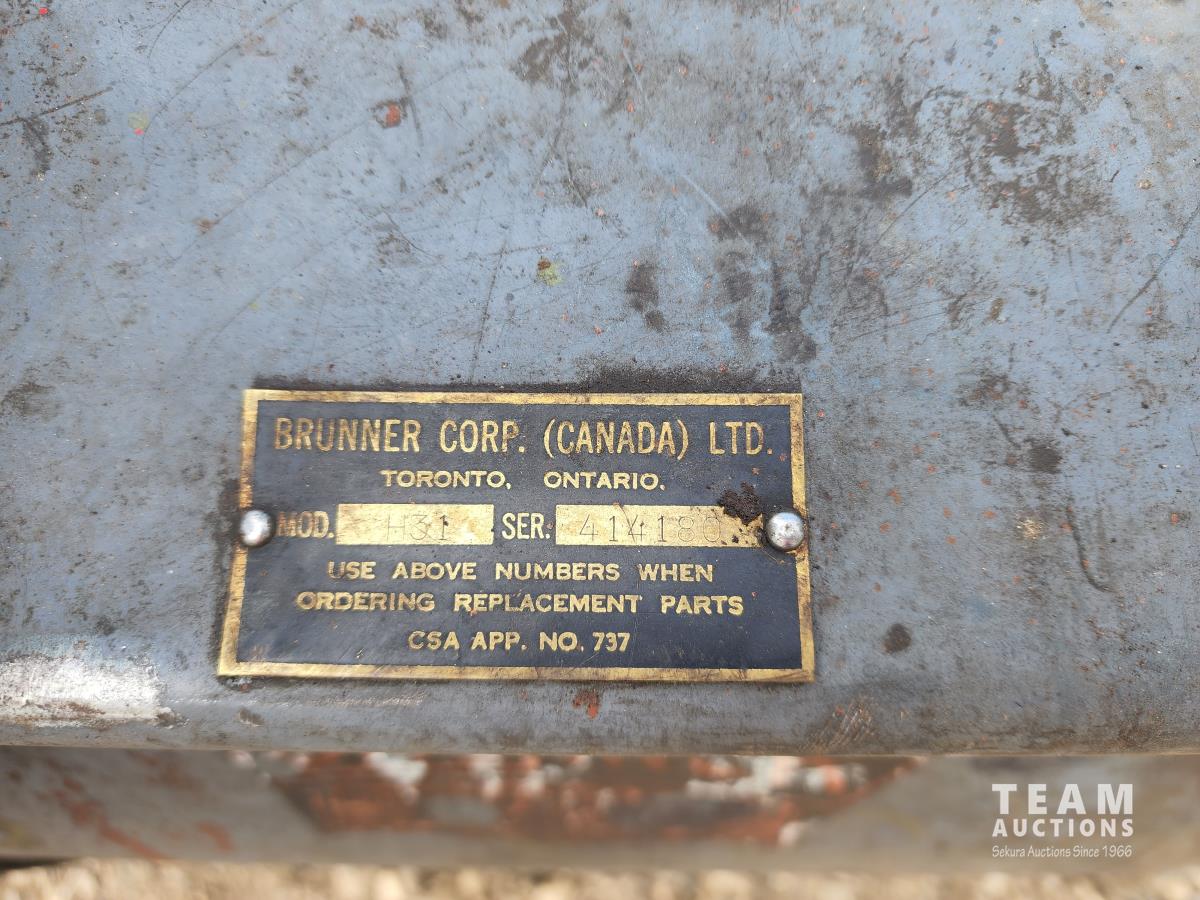 BRUNNER CORP. (CANADA) LTD.
TORONTO, ONTARIO.
MOD. H31 SER. 414180
USE ABOVE NUMBERS WHEN
ORDERING REPLACEMENT PARTS
CSA APP. NO. 737
TEAM
AUCTIONS
Sekura Auctions Since 1966